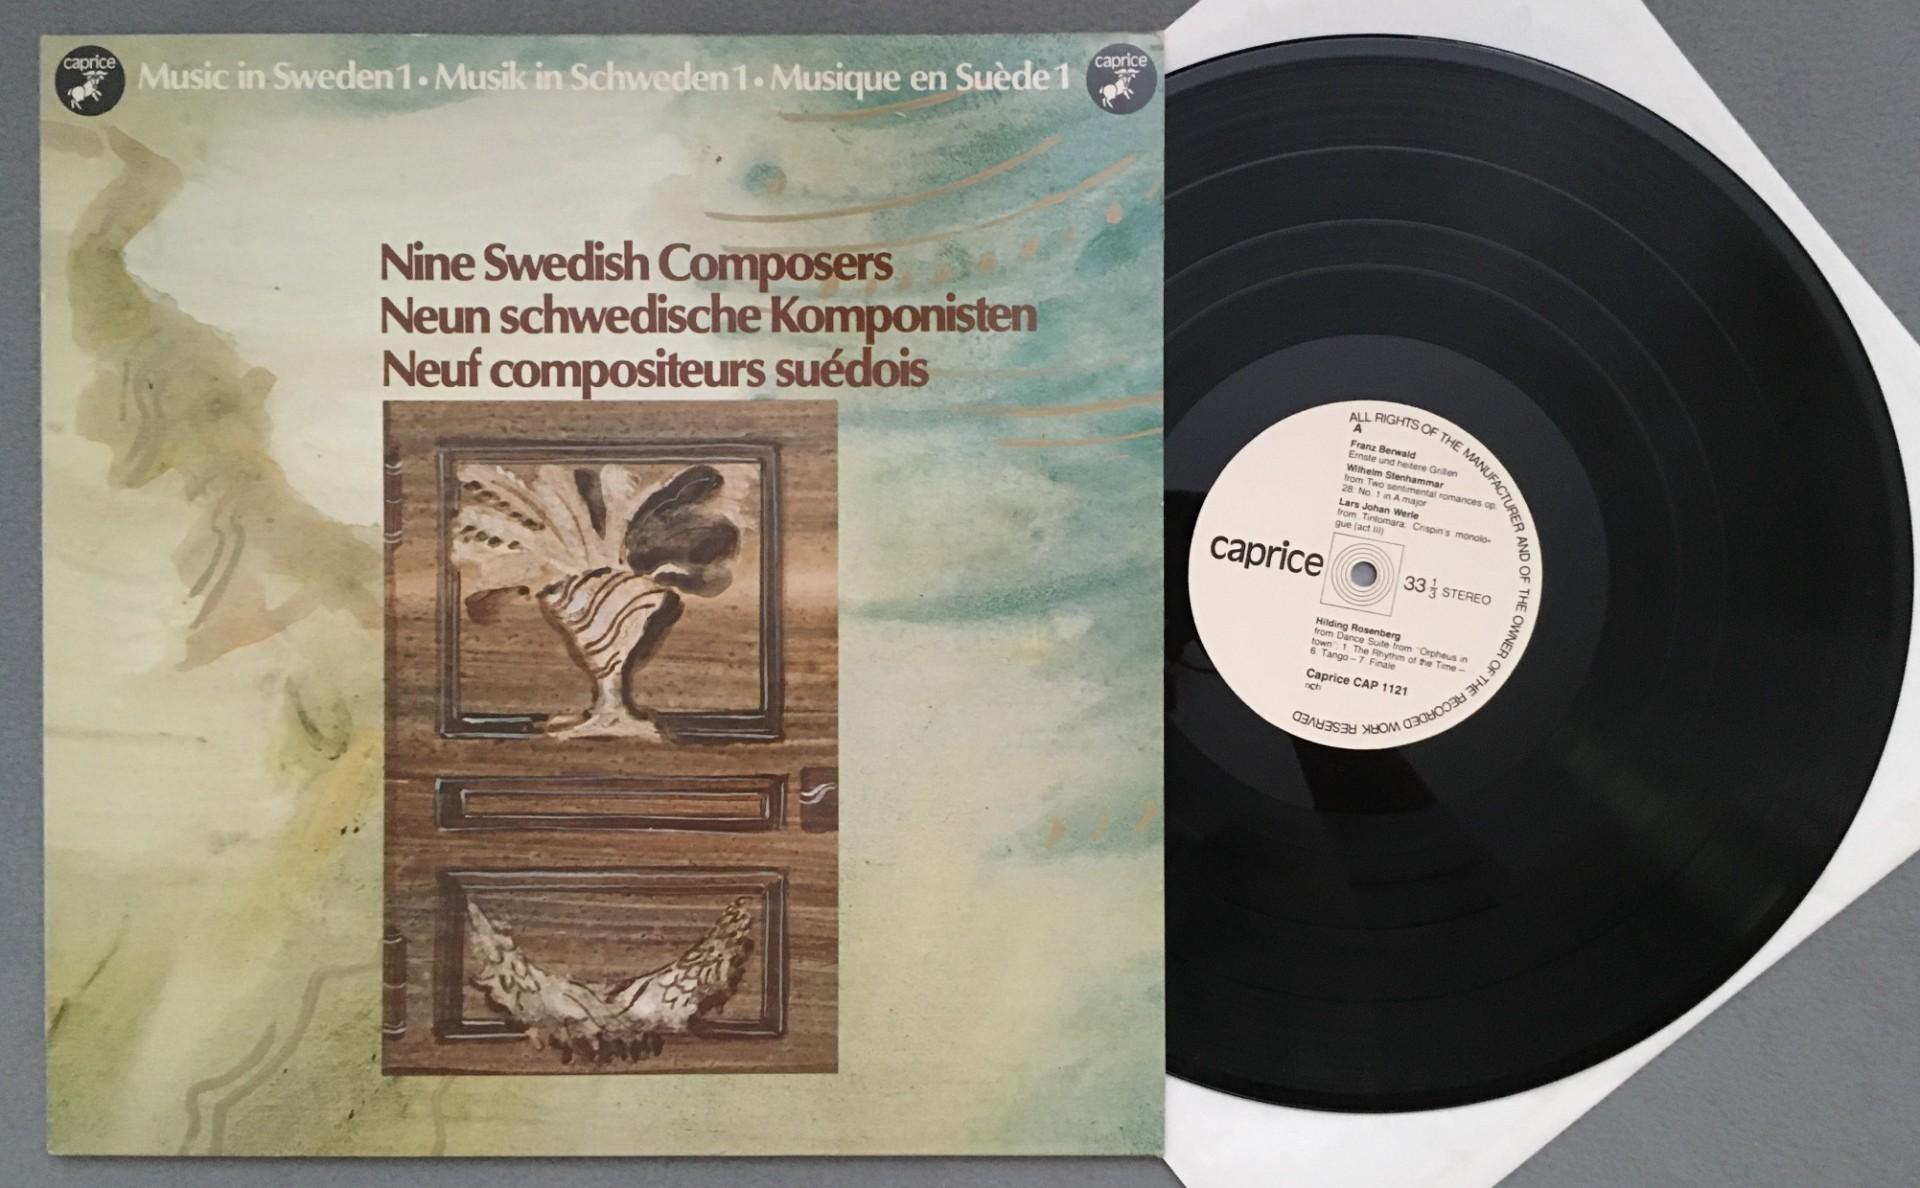 caprice
Music in Sweden 1 • Musik in Schweden 1 • Musique en Suède 1
caprice
Nine Swedish Composers
Neun schwedische Komponisten
Neuf compositeurs suédois
ALL RIGHTS OF THE MANUFACTURER AND OF THE OWNER OF THE RECORDED WORK RESERVED
A
Franz Berwald
Ernste und heitere Grillen
Wilhelm Stenhammar
from Two sentimental romances op.
28: No. 1 in A major
Lars Johan Werle
from Tintomara: Crispin's monolo-
gue (act III)
caprice
33 1/3 STEREO
Hilding Rosenberg
from Dance Suite from "Orpheus in
town": 1. The Rhythm of the Time –
6. Tango – 7. Finale
Caprice CAP 1121
ncb